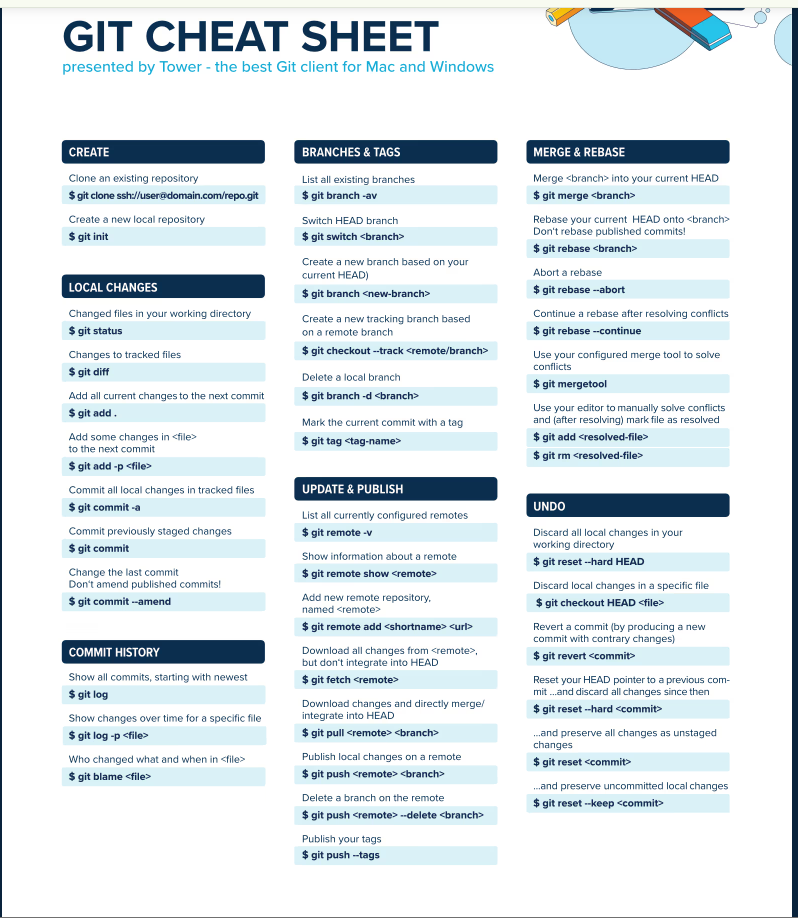 GIT CHEAT SHEET
presented by Tower - the best Git client for Mac and Windows
CREATE
Clone an existing repository
$ git clone ssh://user@domain.com/repo.git
Create a new local repository
$ git init
LOCAL CHANGES
Changed files in your working directory
$ git status
Changes to tracked files
$ git diff
Add all current changes to the next commit
$ git add .
Add some changes in <file>
to the next commit
$ git add -p <file>
Commit all local changes in tracked files
$ git commit -a
Commit previously staged changes
$ git commit
Change the last commit
Don't amend published commits!
$ git commit --amend
COMMIT HISTORY
Show all commits, starting with newest
$ git log
Show changes over time for a specific file
$ git log -p <file>
Who changed what and when in <file>
$ git blame <file>
BRANCHES & TAGS
List all existing branches
$ git branch -av
Switch HEAD branch
$ git switch <branch>
Create a new branch based on your
current HEAD)
$ git branch <new-branch>
Create a new tracking branch based
on a remote branch
$ git checkout --track <remote/branch>
Delete a local branch
$ git branch -d <branch>
Mark the current commit with a tag
$ git tag <tag-name>
UPDATE & PUBLISH
List all currently configured remotes
$ git remote -v
Show information about a remote
$ git remote show <remote>
Add new remote repository,
named <remote>
$ git remote add <shortname> <url>
Download all changes from <remote>,
but don't integrate into HEAD
$ git fetch <remote>
Download changes and directly merge/
integrate into HEAD
$ git pull <remote> <branch>
Publish local changes on a remote
$ git push <remote> <branch>
Delete a branch on the remote
$ git push <remote> --delete <branch>
Publish your tags
$ git push --tags
MERGE & REBASE
Merge <branch> into your current HEAD
$ git merge <branch>
Rebase your current HEAD onto <branch>
Don't rebase published commits!
$ git rebase <branch>
Abort a rebase
$ git rebase --abort
Continue a rebase after resolving conflicts
$ git rebase --continue
Use your configured merge tool to solve
conflicts
$ git mergetool
Use your editor to manually solve conflicts
and (after resolving) mark file as resolved
$ git add <resolved-file>
$ git rm <resolved-file>
UNDO
Discard all local changes in your
working directory
$ git reset --hard HEAD
Discard local changes in a specific file
$ git checkout HEAD <file>
Revert a commit (by producing a new
commit with contrary changes)
$ git revert <commit>
Reset your HEAD pointer to a previous com-
mit ...and discard all changes since then
$ git reset --hard <commit>
...and preserve all changes as unstaged
changes
$ git reset <commit>
...and preserve uncommitted local changes
$ git reset --keep <commit>